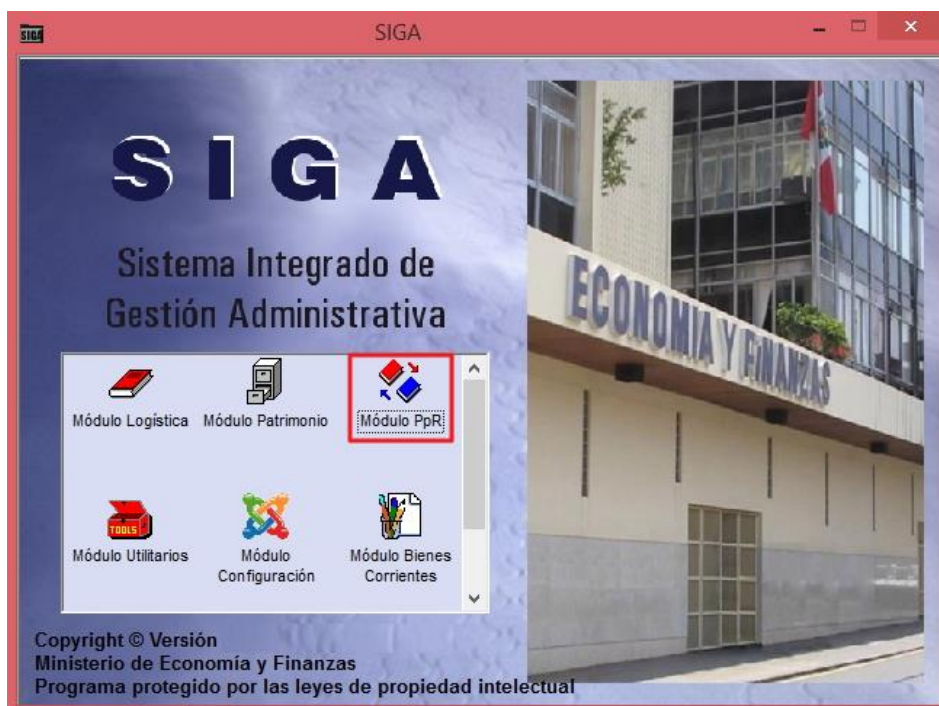 SIGA
SIGA
SIGA
Sistema Integrado de
Gestión Administrativa
ECONOMIA Y FINANZAS
Módulo Logística
Módulo Patrimonio
Módulo PpR
TOOLS
Módulo Utilitarios
Módulo
Configuración
Módulo Bienes
Corrientes
Copyright © Versión
Ministerio de Economía y Finanzas
Programa protegido por las leyes de propiedad intelectual